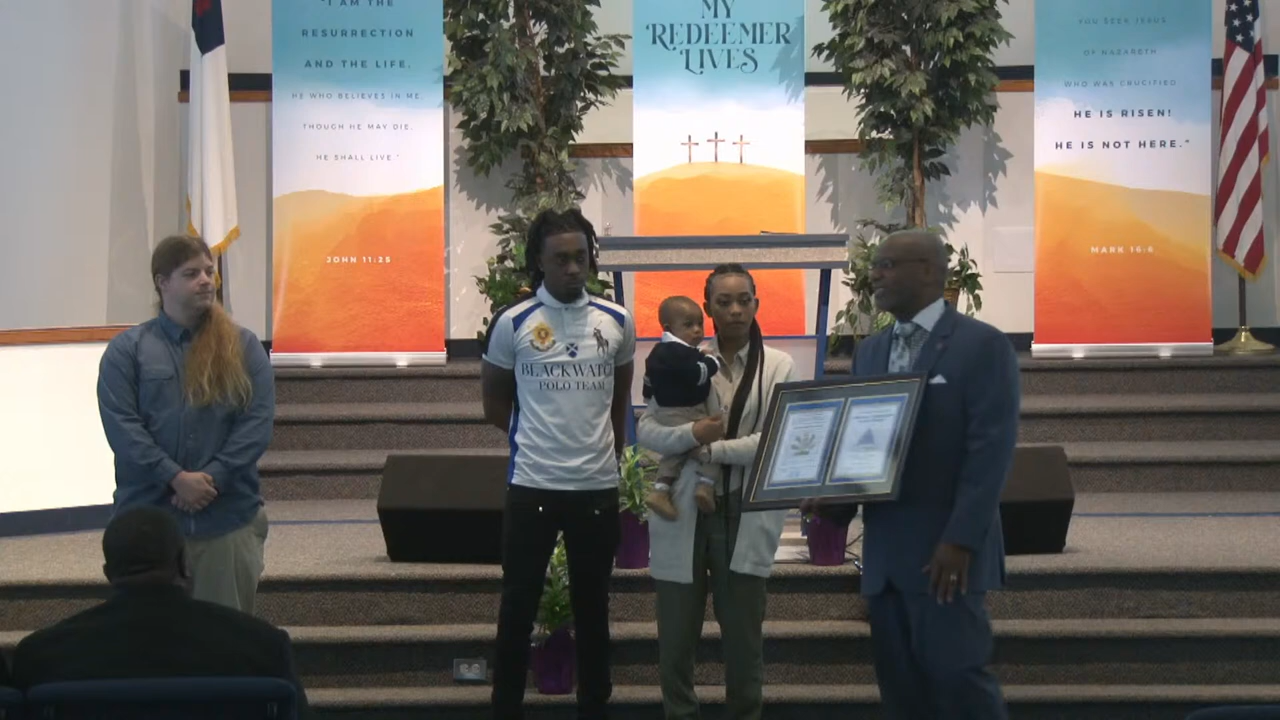 "I AM THE
RESURRECTION
AND THE LIFE.
HE WHO BELIEVES IN ME,
THOUGH HE MAY DIE,
HE SHALL LIVE."
JOHN 11:25
MY
REDEEMER
LIVES
YOU SEEK JESUS
OF NAZARETH,
WHO WAS CRUCIFIED
HE IS RISEN!
HE IS NOT HERE."
MARK 16:6
BLACKWATCH
POLO TEAM